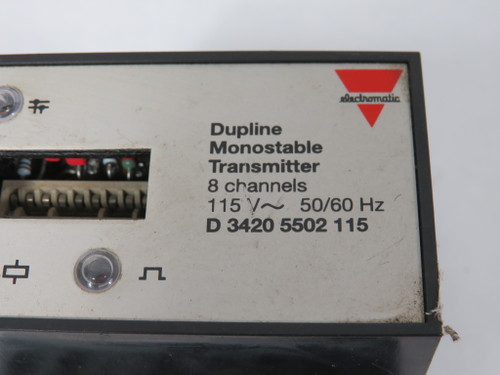 electromatic
Dupline
Monostable
Transmitter
8 channels
115 V~ 50/60 Hz
D 3420 5502 115